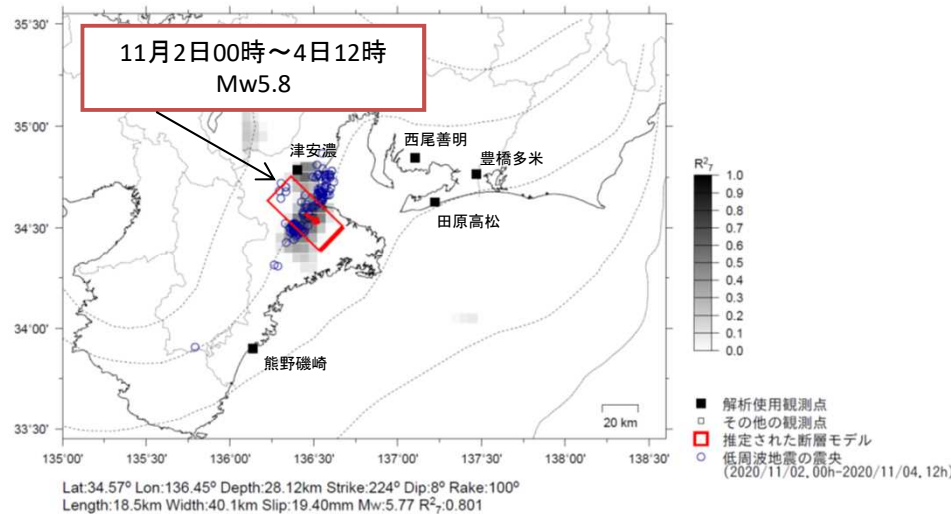 35°30'
11月2日00時～4日12時
Mw5.8
35°00'
西尾善明
津安濃
豊橋多米
R²₇
1.0
0.9
0.8
0.7
0.6
0.5
0.4
0.3
0.2
0.1
0.0
田原高松
34°30'
34°00'
熊野磯崎
33°30'
20 km
135°00'
135°30'
136°00'
136°30'
137°00'
137°30'
138°00'
138°30'
解析使用観測点
その他の観測点
推定された断層モデル
低周波地震の震央
(2020/11/02,00h-2020/11/04,12h)
Lat:34.57° Lon:136.45° Depth:28.12km Strike:224° Dip:8° Rake:100°
Length:18.5km Width:40.1km Slip:19.40mm Mw:5.77 R²₇:0.801